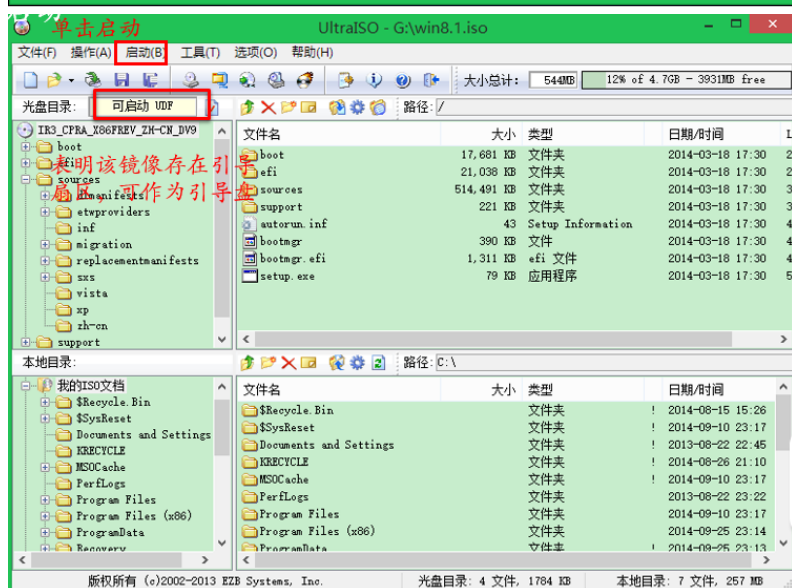 单击启动
UltraISO - G:\win8.1.iso
文件(F) 操作(A) 启动(B) 工具(T) 选项(O) 帮助(H)
大小总计: 544MB 12% of 4.7GB - 3931MB free
光盘目录: 可启动 UDF 路径: /
IR3_CPRA_X86FREV_ZH-CN_DV9
boot
efi
sources
dlmanifests
etwproviders
inf
migration
replacementmanifests
sxs
vista
xp
zh-cn
support
表明该镜像存在引导
扇区,可作为引导盘
文件名 大小 类型 日期/时间 L
boot 17,681 KB 文件夹 2014-03-18 17:30 2
efi 21,038 KB 文件夹 2014-03-18 17:30 2
sources 514,491 KB 文件夹 2014-03-18 17:30 3
support 221 KB 文件夹 2014-03-18 17:30 3
autorun.inf 43 Setup Information 2014-03-18 17:30 4
bootmgr 390 KB 文件 2014-03-18 17:30 4
bootmgr.efi 1,311 KB efi 文件 2014-03-18 17:30 4
setup.exe 79 KB 应用程序 2014-03-18 17:30 5
本地目录: 路径: C:\
我的ISO文档
$Recycle.Bin
$SysReset
Documents and Settings
KRECYCLE
MSOCache
PerfLogs
Program Files
Program Files (x86)
ProgramData
Recovery
文件名 大小 类型 日期/时间
$Recycle.Bin 文件夹 ! 2014-08-15 15:26
$SysReset 文件夹 ! 2014-09-10 23:17
Documents and Settings 文件夹 ! 2013-08-22 22:45
KRECYCLE 文件夹 ! 2014-08-26 21:10
MSOCache 文件夹 ! 2014-09-10 23:17
PerfLogs 文件夹 2013-08-22 23:22
Program Files 文件夹 2014-09-10 23:17
Program Files (x86) 文件夹 2014-09-25 23:14
ProgramData 文件夹 ! 2014-09-25 23:13
版权所有 (c)2002-2013 EZB Systems, Inc. 光盘目录: 4 文件, 1784 KB 本地目录: 7 文件, 257 MB